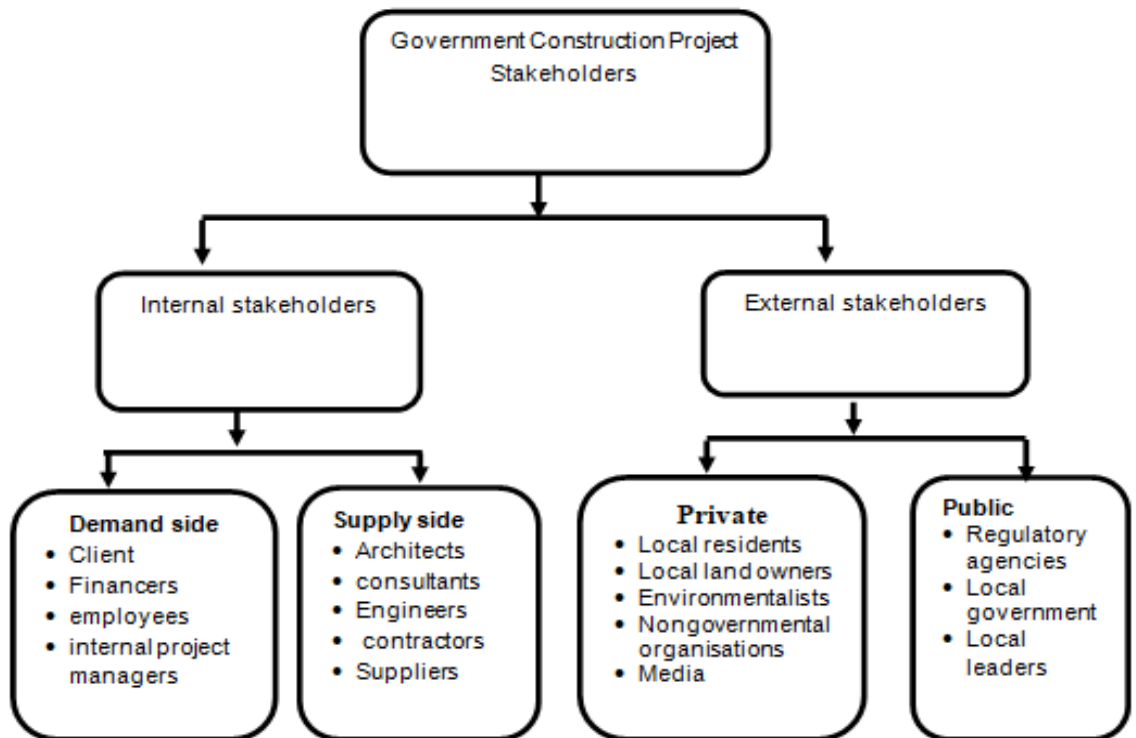 Government Construction Project
Stakeholders
Internal stakeholders
External stakeholders
Demand side
• Client
• Financers
• employees
• internal project
managers
Supply side
• Architects
• consultants
• Engineers
• contractors
• Suppliers
Private
• Local residents
• Local land owners
• Environmentalists
• Nongovernmental
organisations
• Media
Public
• Regulatory
agencies
• Local
government
• Local
leaders